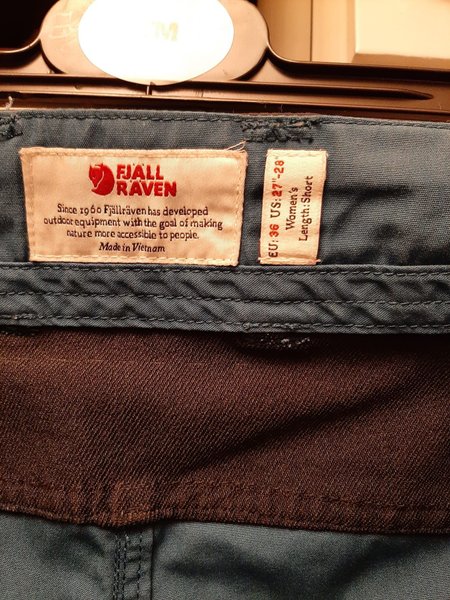 M
FJÄLL
RÄVEN
Since 1960 Fjällräven has developed
outdoor equipment with the goal of making
nature more accessible to people.
Made in Vietnam
EU: 36 US: 27"-28"
Women's
Length: Short